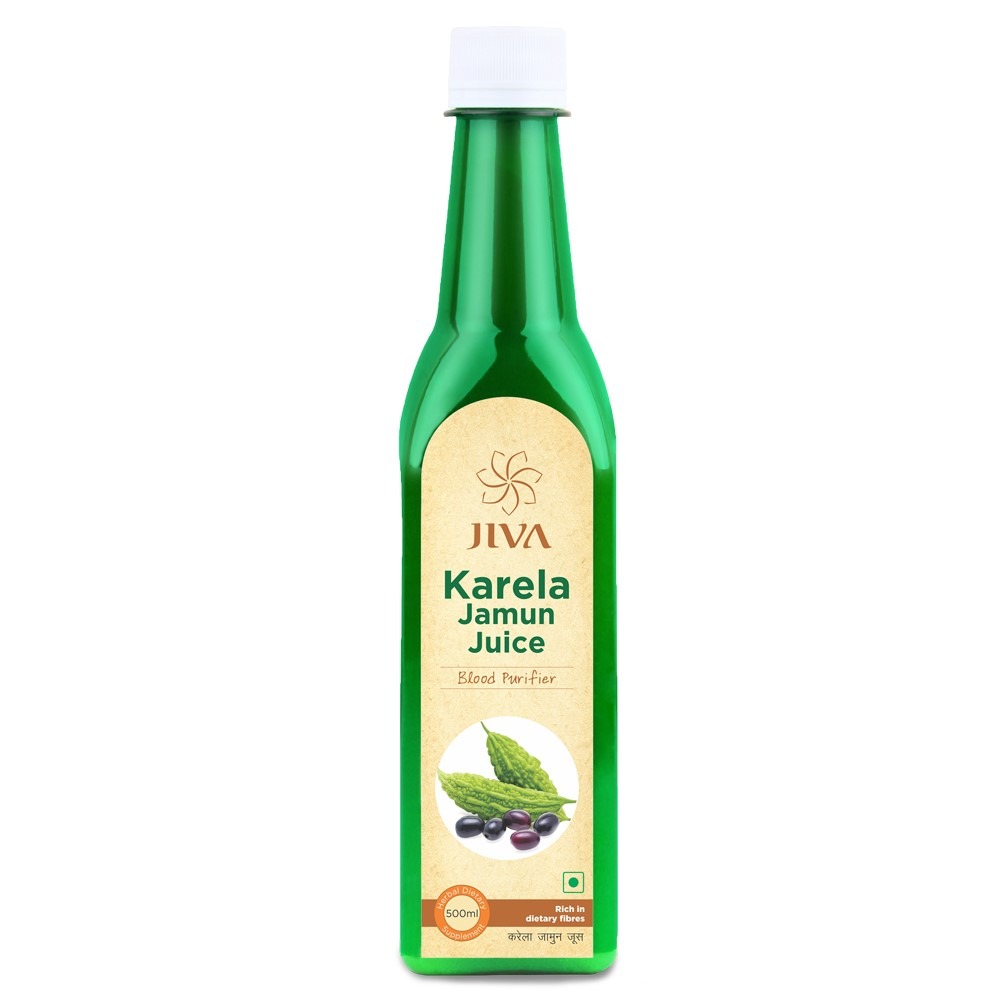 JIVA
Karela
Jamun
Juice
Blood Purifier
Herbal Dietary
500ml
Supplement
Rich in
dietary fibres
करेला जामुन जूस